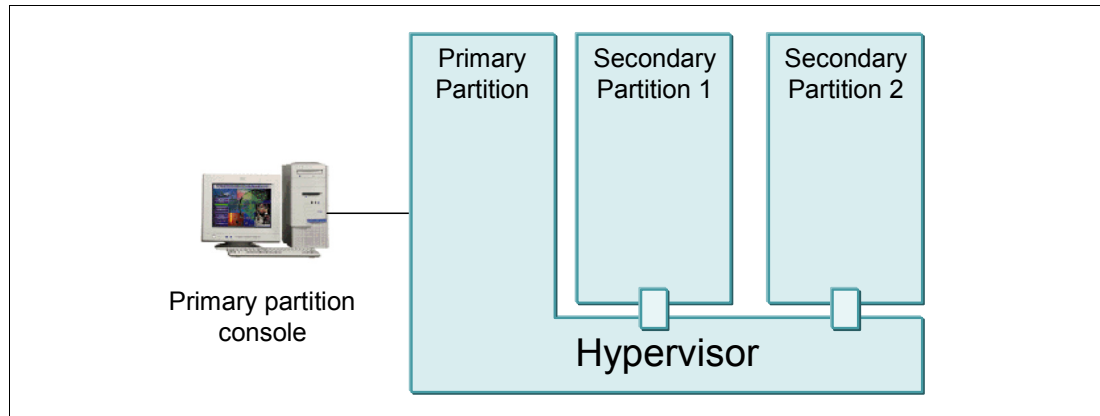 Primary
Partition
Secondary
Partition 1
Secondary
Partition 2
Primary partition
console
Hypervisor